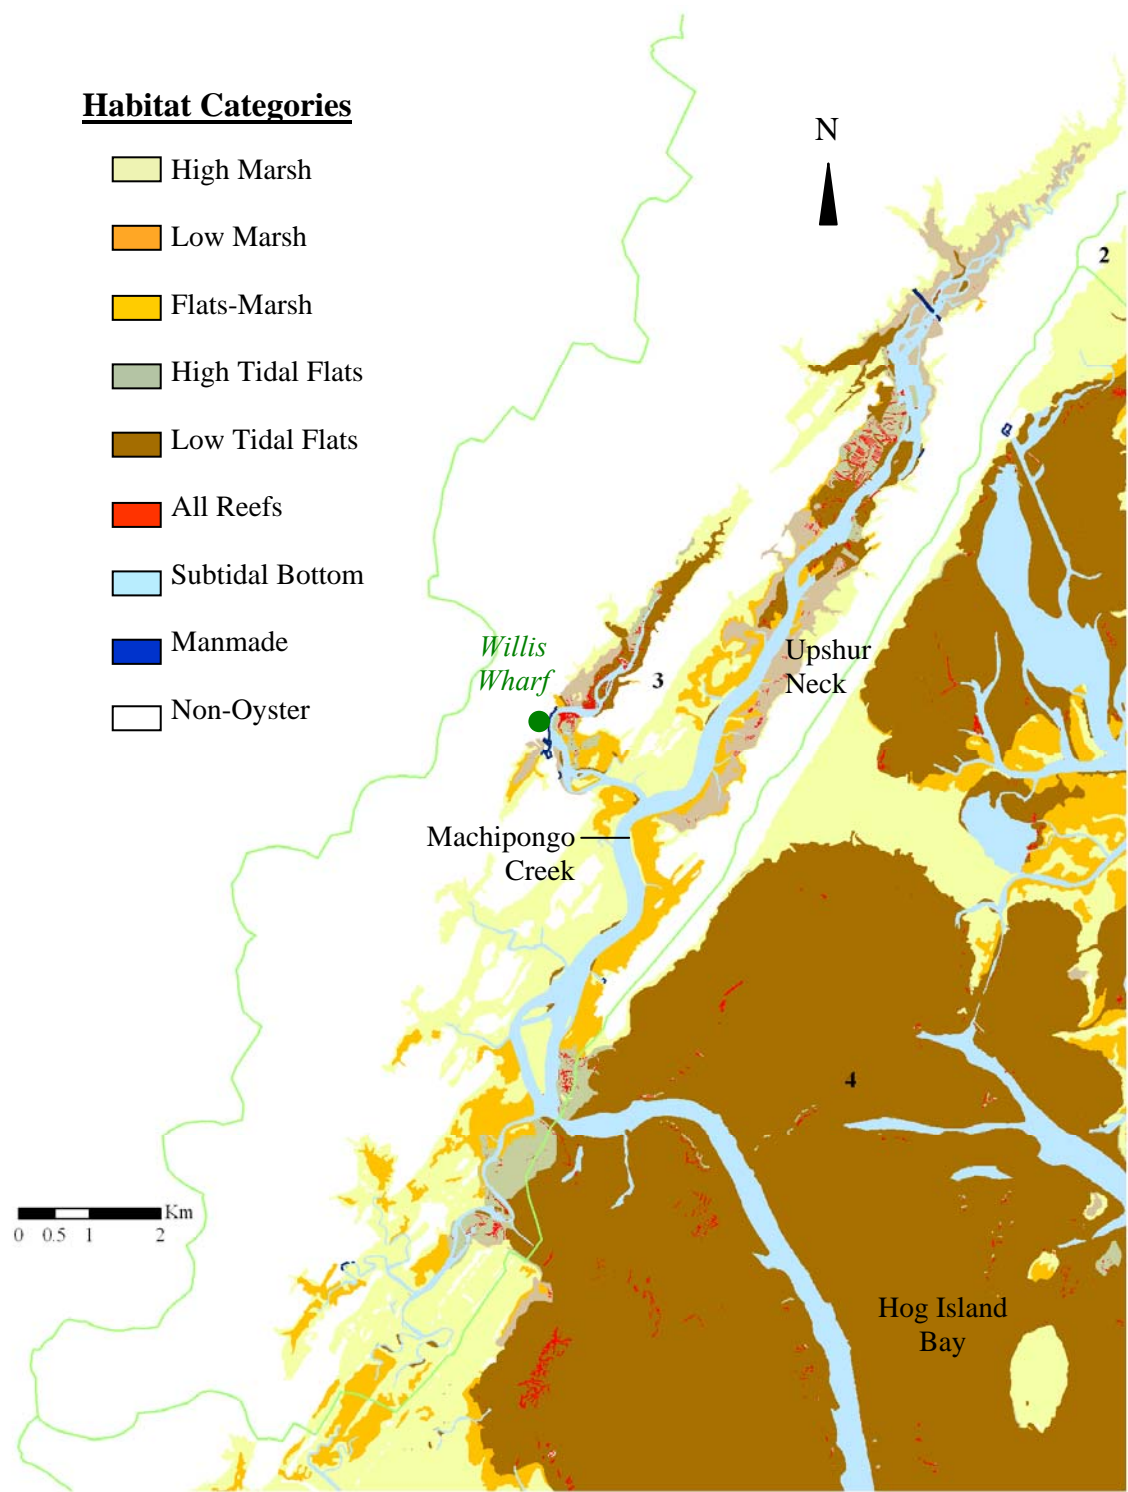 Habitat Categories
High Marsh
Low Marsh
Flats-Marsh
High Tidal Flats
Low Tidal Flats
All Reefs
Subtidal Bottom
Manmade
Non-Oyster
N
2
Willis
Wharf
3
Upshur
Neck
Machipongo
Creek
4
Km
0 0.5 1 2
Hog Island
Bay